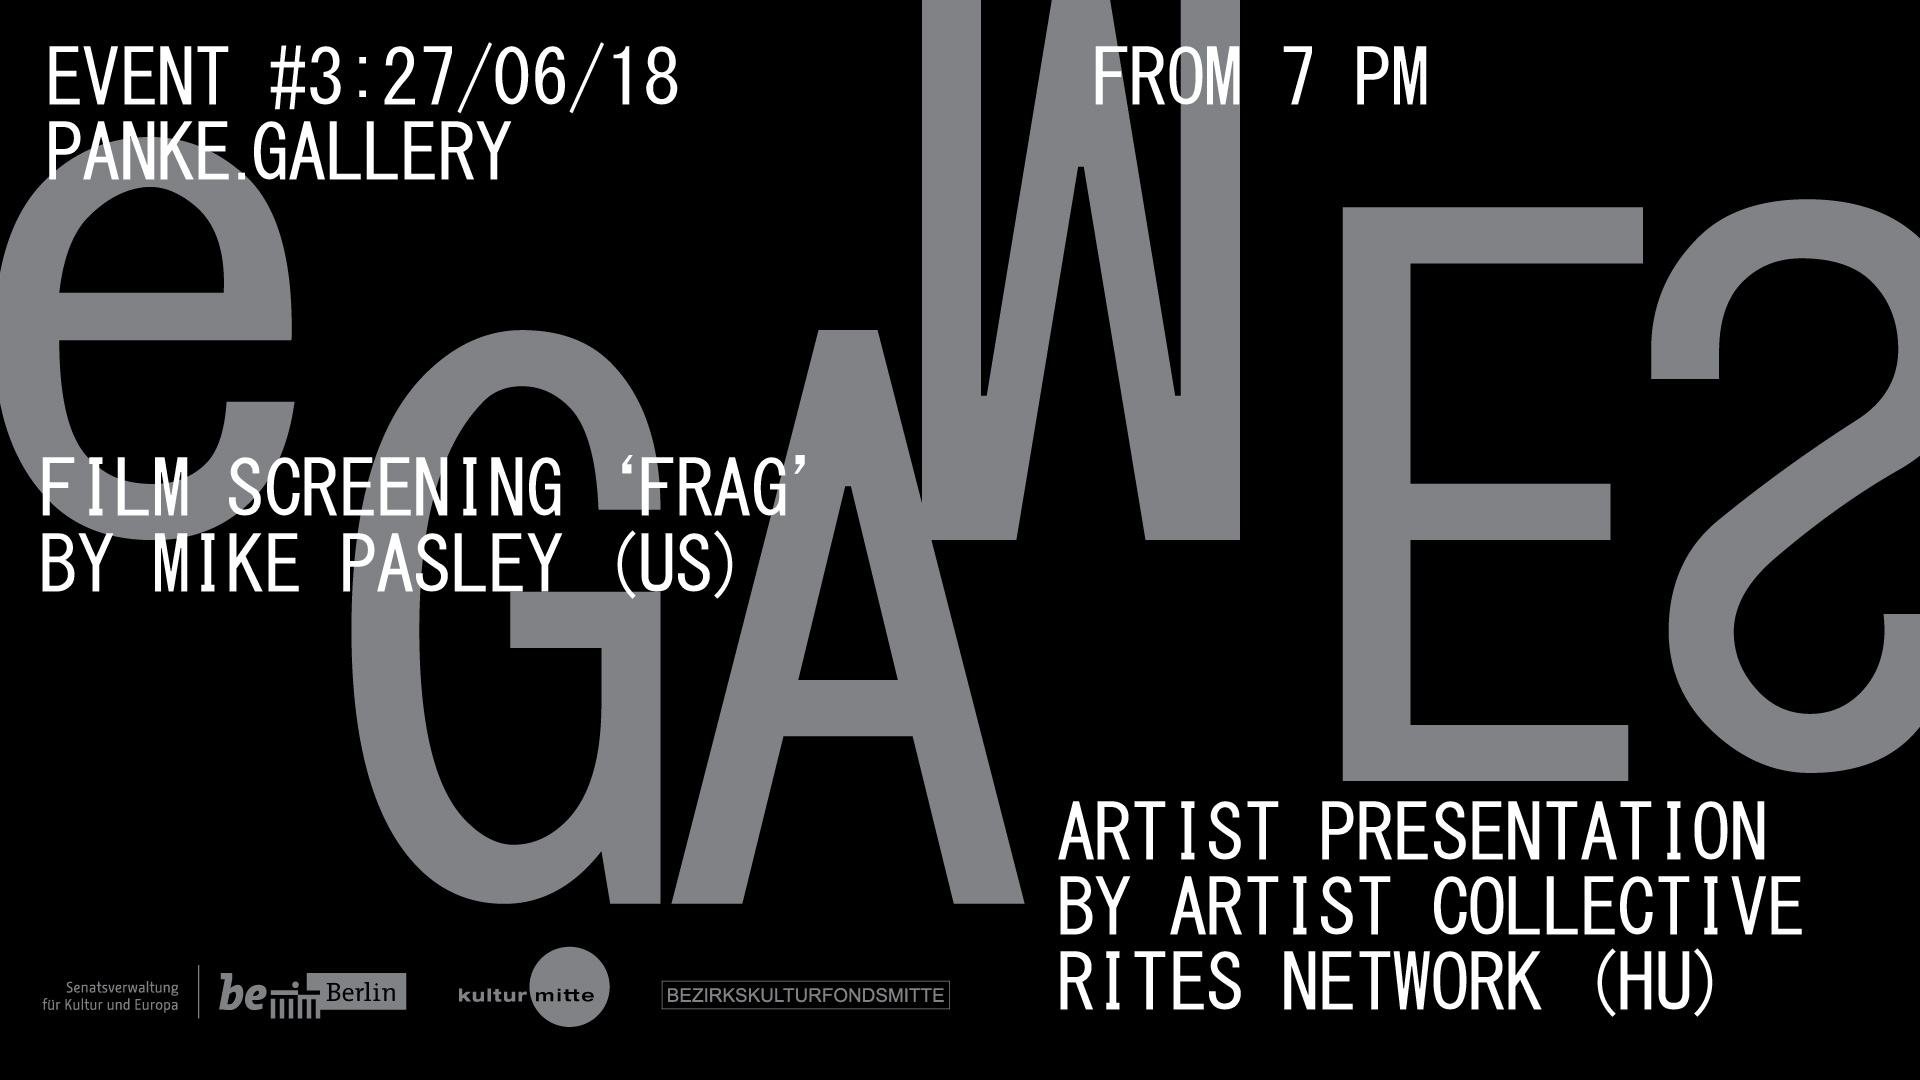 EVENT #3:27/06/18
PANKE.GALLERY
FROM 7 PM
eGAMES
FILM SCREENING ‘FRAG’
BY MIKE PASLEY (US)
ARTIST PRESENTATION
BY ARTIST COLLECTIVE
RITES NETWORK (HU)
Senatsverwaltung
für Kultur und Europa
be Berlin
kultur mitte
BEZIRKSKULTURFONDSMITTE